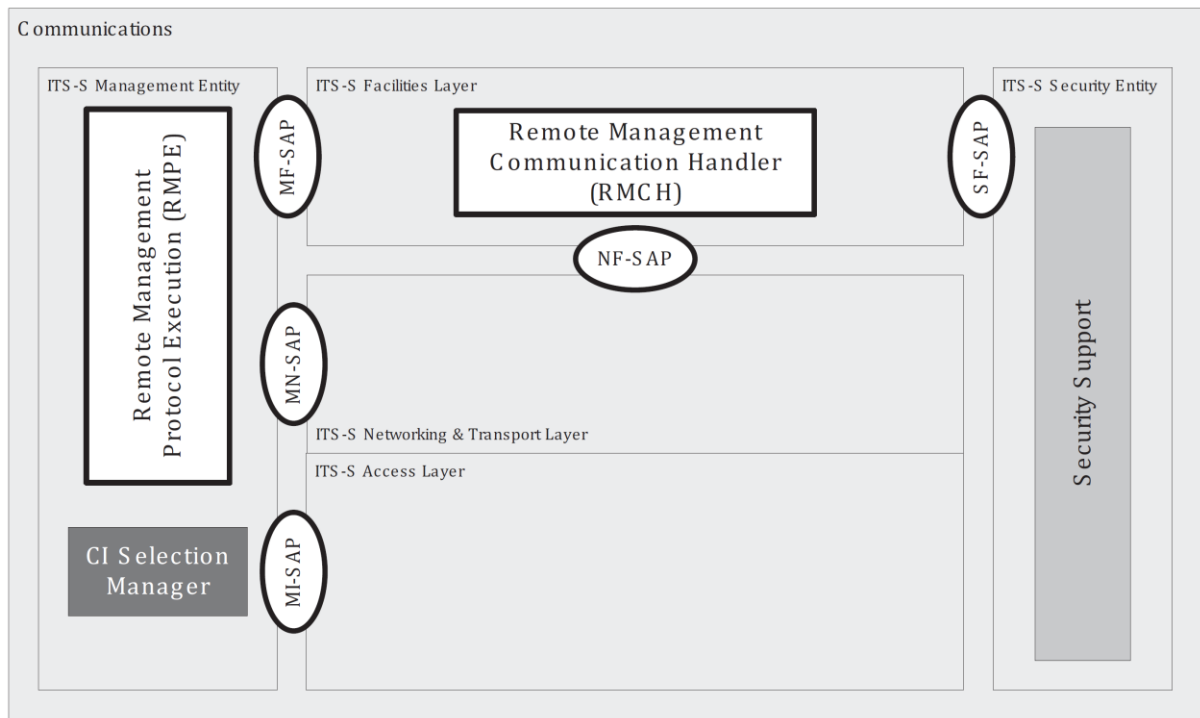 Communications
ITS-S Management Entity
Remote Management
Protocol Execution (RMPE)
CI Selection
Manager
MF-SAP
MN-SAP
MI-SAP
ITS-S Facilities Layer
Remote Management
Communication Handler
(RMCH)
NF-SAP
ITS-S Networking & Transport Layer
ITS-S Access Layer
SF-SAP
ITS-S Security Entity
Security Support